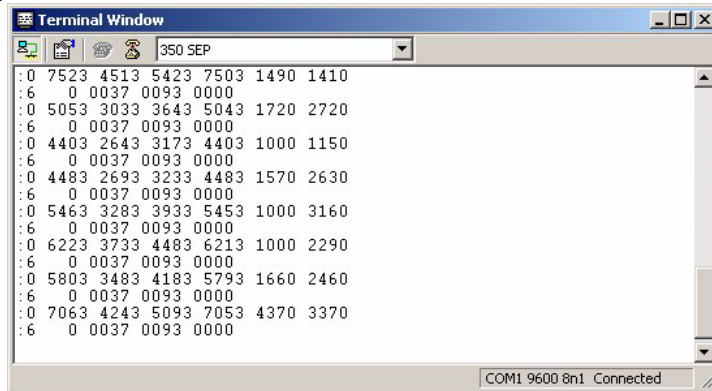 Terminal Window
350 SEP
:0 7523 4513 5423 7503 1490 1410
:6 0 0037 0093 0000
:0 5053 3033 3643 5043 1720 2720
:6 0 0037 0093 0000
:0 4403 2643 3173 4403 1000 1150
:6 0 0037 0093 0000
:0 4483 2693 3233 4483 1570 2630
:6 0 0037 0093 0000
:0 5463 3283 3933 5453 1000 3160
:6 0 0037 0093 0000
:0 6223 3733 4483 6213 1000 2290
:6 0 0037 0093 0000
:0 5803 3483 4183 5793 1660 2460
:6 0 0037 0093 0000
:0 7063 4243 5093 7053 4370 3370
:6 0 0037 0093 0000
COM1 9600 8n1 Connected